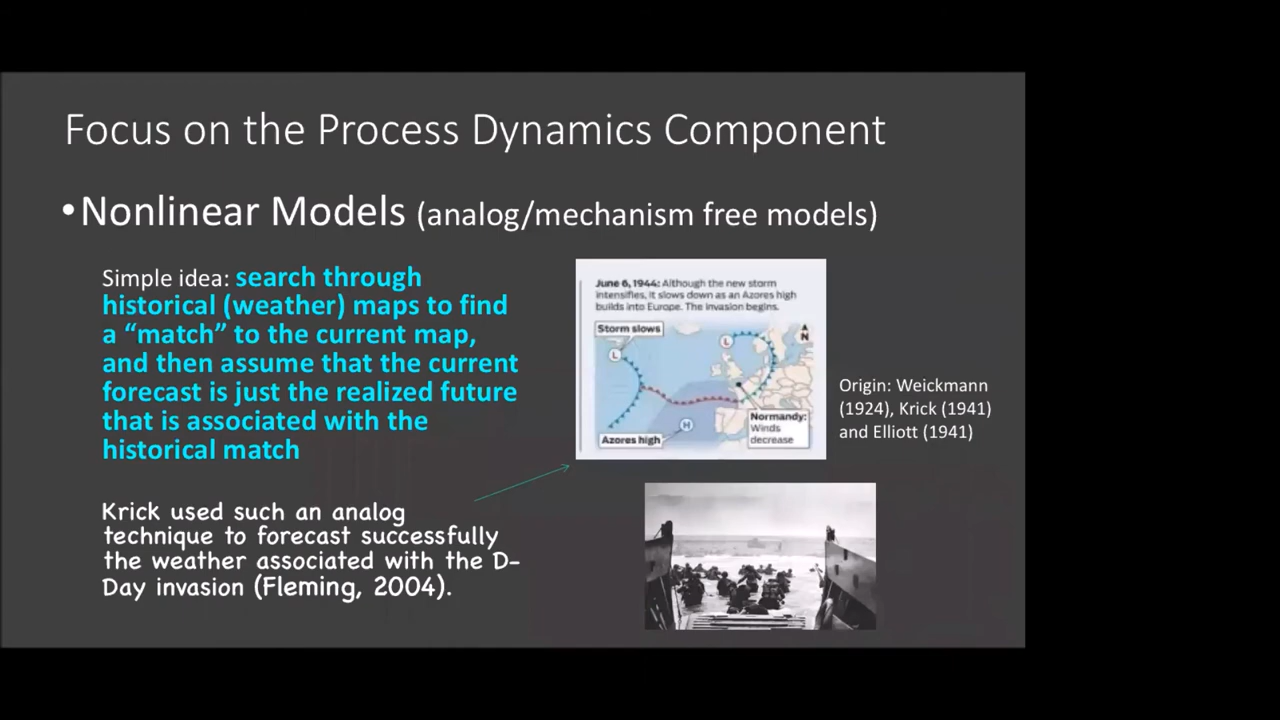 Focus on the Process Dynamics Component
•Nonlinear Models (analog/mechanism free models)
Simple idea: search through
historical (weather) maps to find
a “match” to the current map,
and then assume that the current
forecast is just the realized future
that is associated with the
historical match
Krick used such an analog
technique to forecast successfully
the weather associated with the D-
Day invasion (Fleming, 2004).
June 6, 1944: Although the new storm
intensifies, it slows down as an Azores high
builds into Europe. The invasion begins.
Storm slows
L
L
N
Normandy:
Winds
decrease
Azores high
H
Origin: Weickmann
(1924), Krick (1941)
and Elliott (1941)